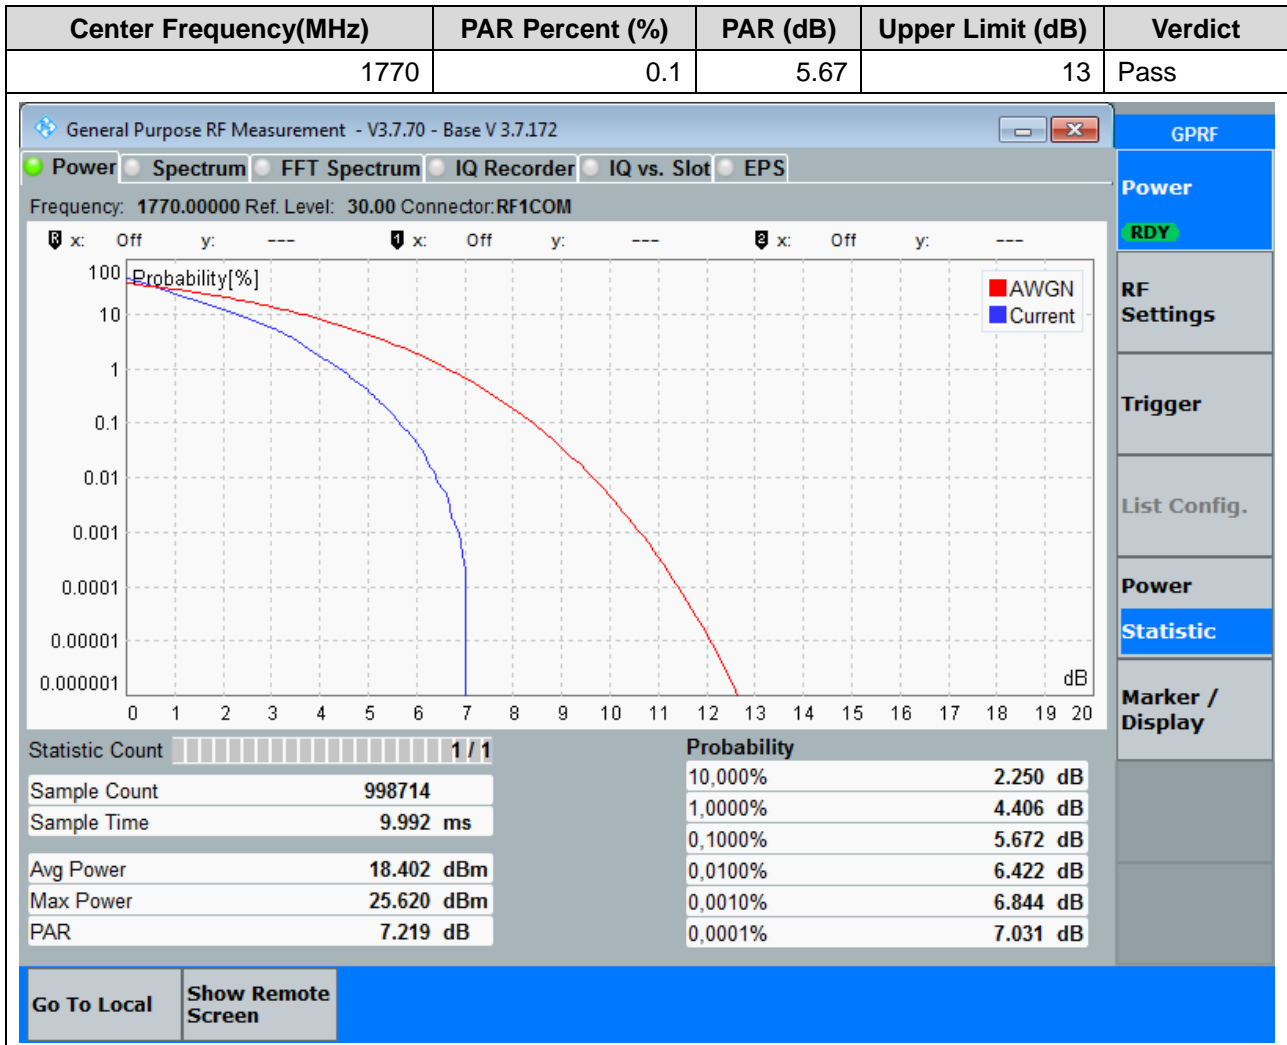 Center Frequency(MHz) PAR Percent (%) PAR (dB) Upper Limit (dB) Verdict
1770 0.1 5.67 13 Pass
General Purpose RF Measurement - V3.7.70 - Base V 3.7.172
GPRF
Power Spectrum FFT Spectrum IQ Recorder IQ vs. Slot EPS
Frequency: 1770.00000 Ref. Level: 30.00 Connector:RF1COM
R x: Off y: --- 1 x: Off y: --- 2 x: Off y: ---
Probability[%]
AWGN
Current
100
10
1
0.1
0.01
0.001
0.0001
0.00001
0.000001
dB
0 1 2 3 4 5 6 7 8 9 10 11 12 13 14 15 16 17 18 19 20
Statistic Count 1 / 1
Sample Count 998714
Sample Time 9.992 ms
Avg Power 18.402 dBm
Max Power 25.620 dBm
PAR 7.219 dB
Probability
10,000% 2.250 dB
1,0000% 4.406 dB
0,1000% 5.672 dB
0,0100% 6.422 dB
0,0010% 6.844 dB
0,0001% 7.031 dB
Power
RDY
RF
Settings
Trigger
List Config.
Power
Statistic
Marker /
Display
Go To Local
Show Remote
Screen